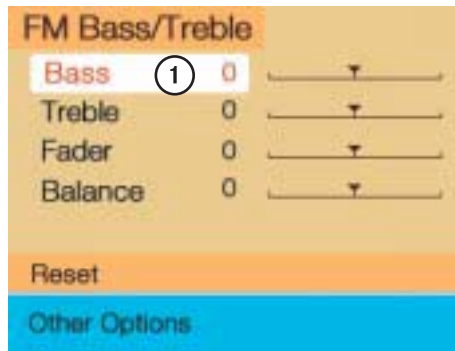 FM Bass/Treble
Bass 1 0
Treble 0
Fader 0
Balance 0
Reset
Other Options